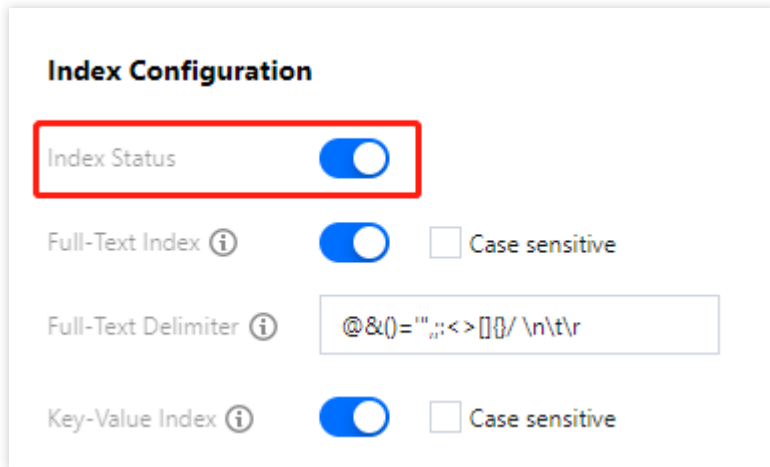 Index Configuration
Index Status
Full-Text Index Case sensitive
Full-Text Delimiter @&()='",;:<>[]{}/ \n\t\r
Key-Value Index Case sensitive